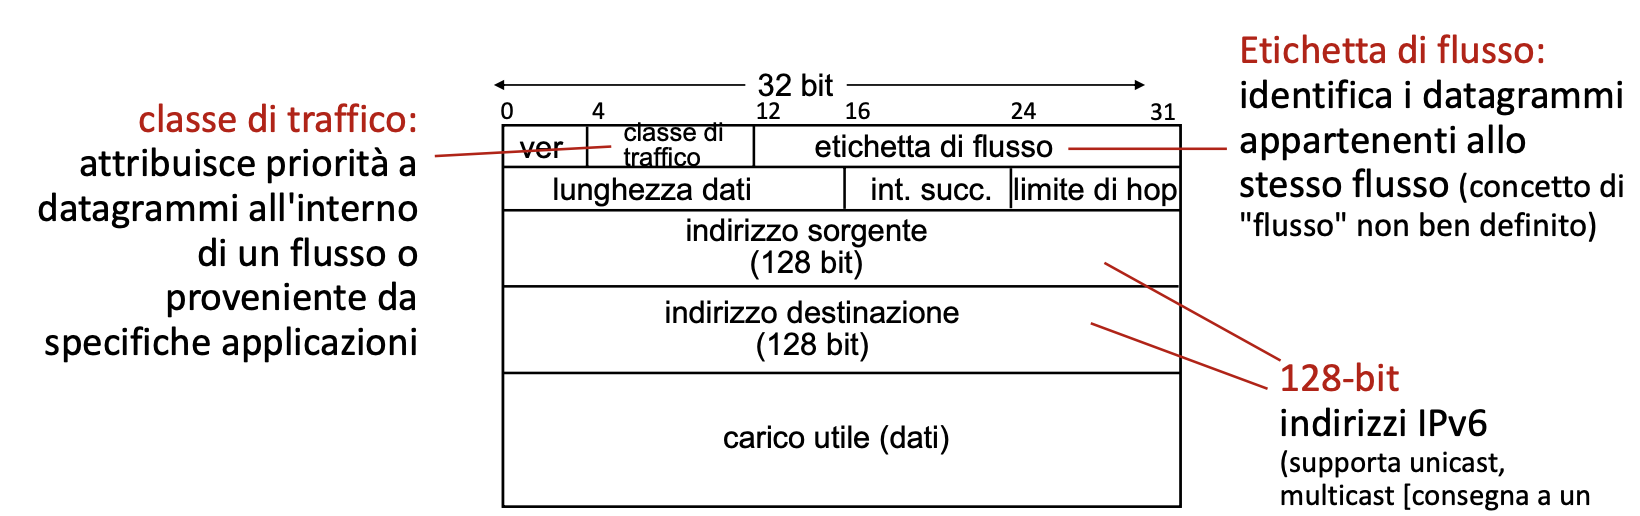 classe di traffico:
attribuisce priorità a
datagrammi all'interno
di un flusso o
proveniente da
specifiche applicazioni
32 bit
0 4 12 16 24 31
ver
classe di
traffico
etichetta di flusso
lunghezza dati
int. succ.
limite di hop
indirizzo sorgente
(128 bit)
indirizzo destinazione
(128 bit)
carico utile (dati)
Etichetta di flusso:
identifica i datagrammi
appartenenti allo
stesso flusso (concetto di
"flusso" non ben definito)
128-bit
indirizzi IPv6
(supporta unicast,
multicast [consegna a un